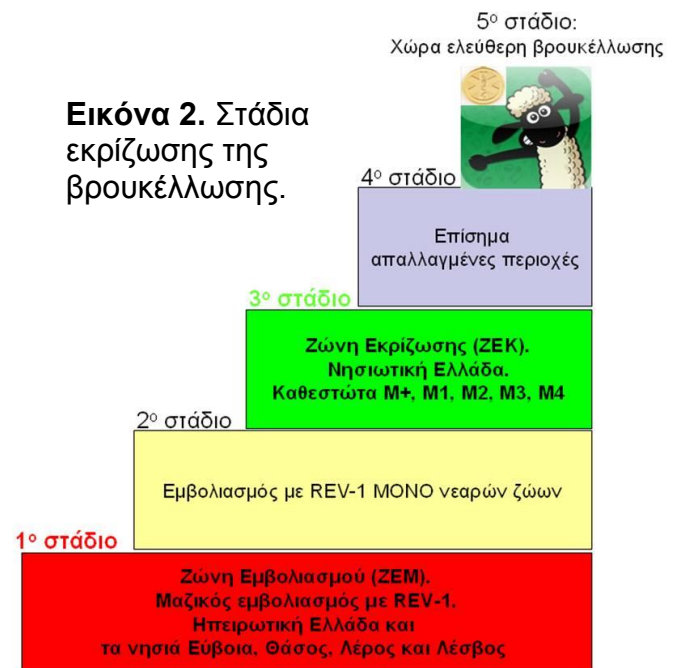 5ο στάδιο:
Χώρα ελεύθερη βρουκέλλωσης
Εικόνα 2. Στάδια
εκρίζωσης της
βρουκέλλωσης.
4ο στάδιο
Επίσημα
απαλλαγμένες περιοχές
3ο στάδιο
Ζώνη Εκρίζωσης (ΖΕΚ).
Νησιωτική Ελλάδα.
Καθεστώτα Μ+, Μ1, Μ2, Μ3, Μ4
2ο στάδιο
Εμβολιασμός με REV-1 ΜΟΝΟ νεαρών ζώων
1ο στάδιο
Ζώνη Εμβολιασμού (ΖΕΜ).
Μαζικός εμβολιασμός με REV-1.
Ηπειρωτική Ελλάδα και
τα νησιά Εύβοια, Θάσος, Λέρος και Λέσβος